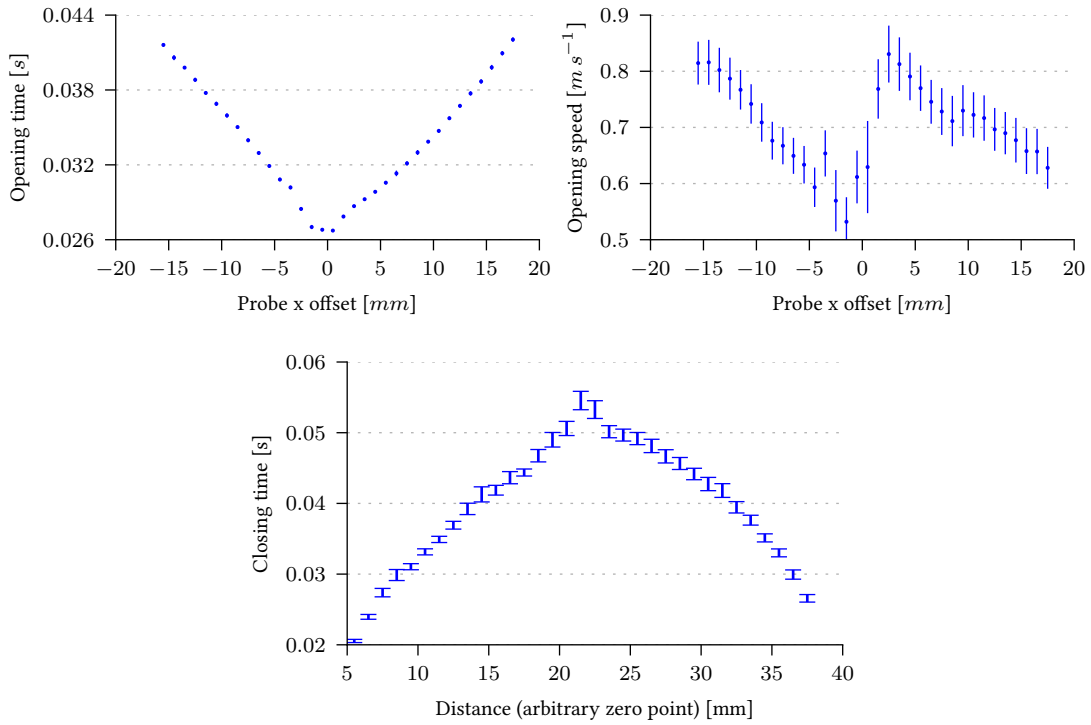 0.044
0.038
0.032
0.026
Opening time [s]
−20 −15 −10 −5 0 5 10 15 20
Probe x offset [mm]
0.9
0.8
0.7
0.6
0.5
Opening speed [m s⁻¹]
−20 −15 −10 −5 0 5 10 15 20
Probe x offset [mm]
0.06
0.05
0.04
0.03
0.02
Closing time [s]
5 10 15 20 25 30 35 40
Distance (arbitrary zero point) [mm]